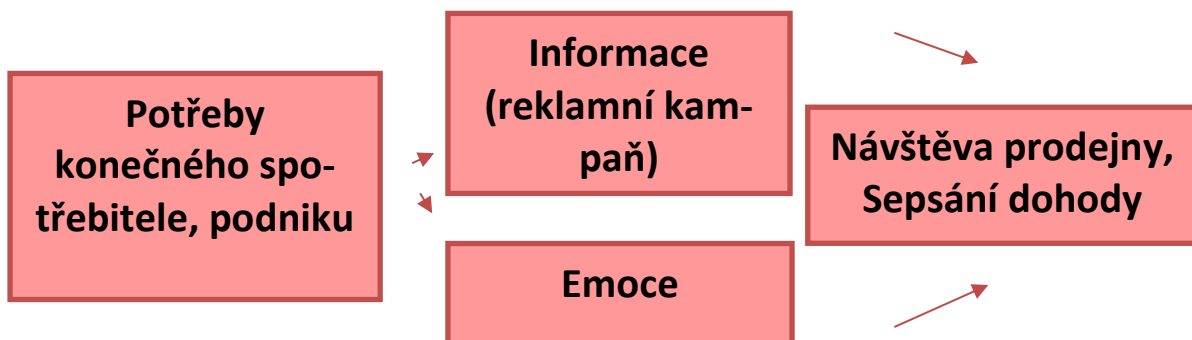 Potřeby
konečného spo-
třebitele, podniku
Informace
(reklamní kam-
paň)
Emoce
Návštěva prodejny,
Sepsání dohody